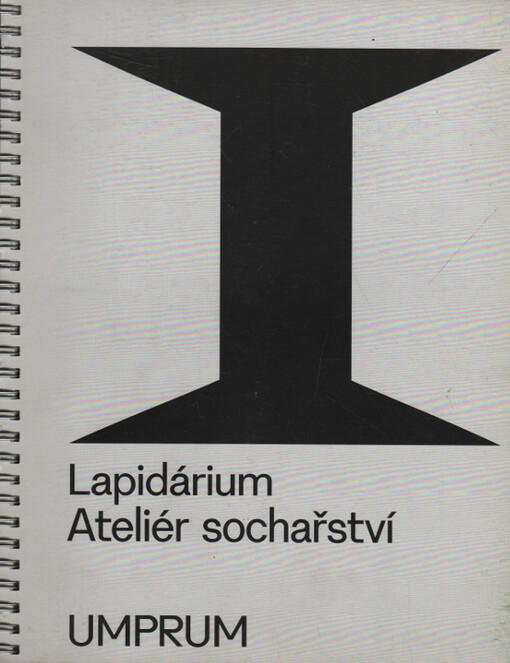 I
Lapidárium
Ateliér sochařství
UMPRUM